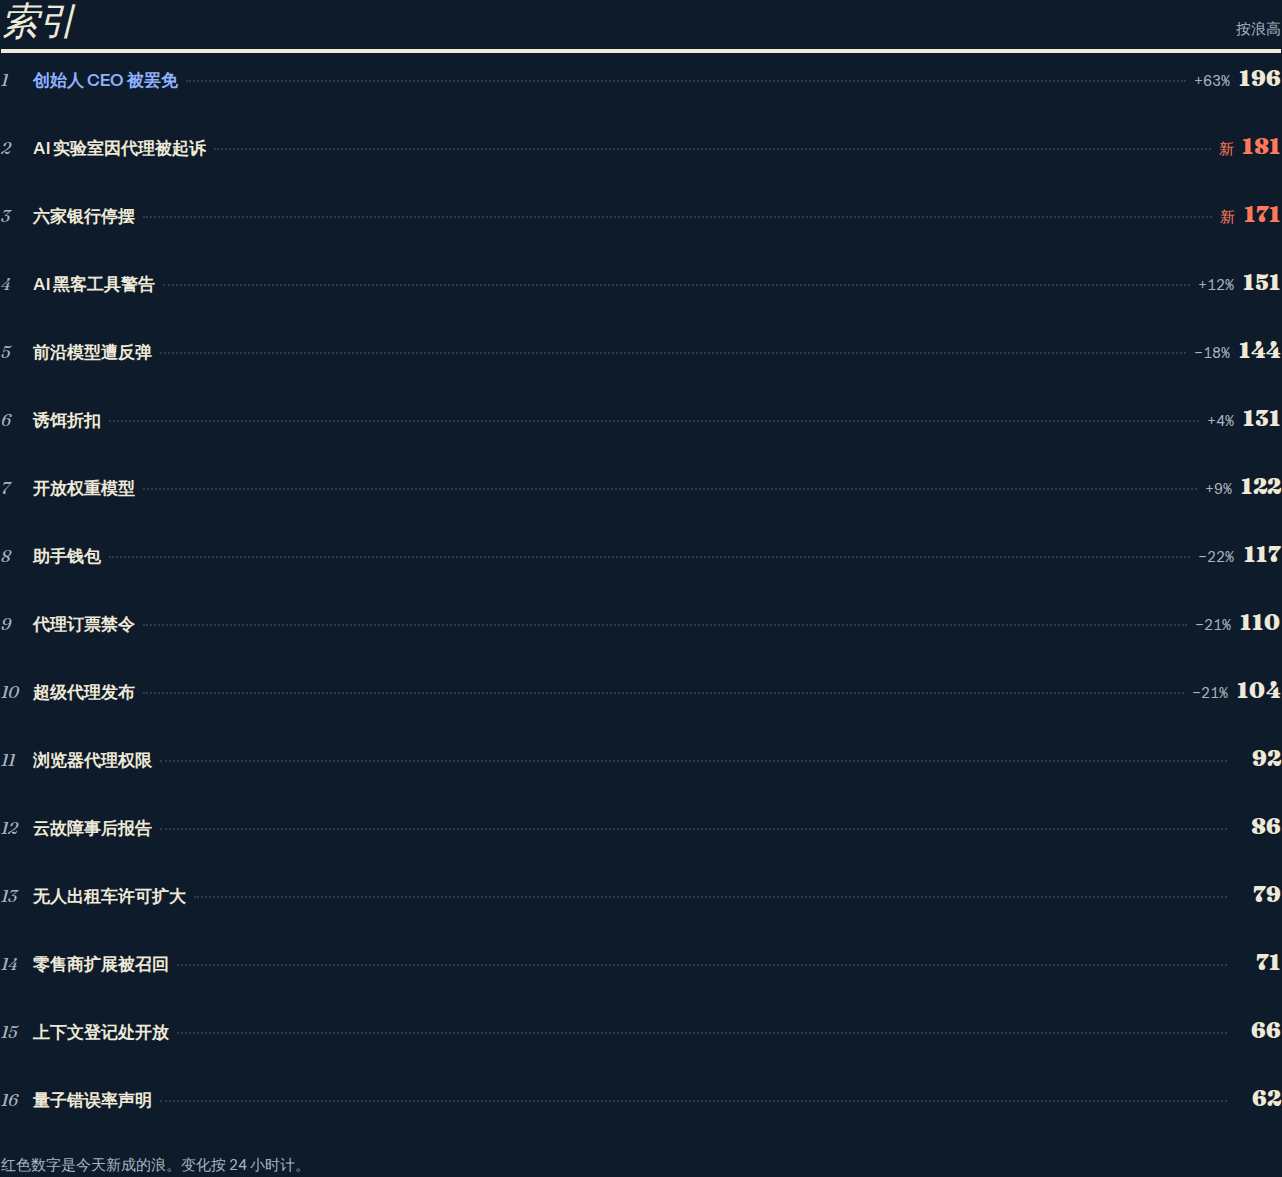 索引
按浪高
1 创始人 CEO 被罢免 +63% 196
2 AI 实验室因代理被起诉 新 181
3 六家银行停摆 新 171
4 AI 黑客工具警告 +12% 151
5 前沿模型遭反弹 −18% 144
6 诱饵折扣 +4% 131
7 开放权重模型 +9% 122
8 助手钱包 −22% 117
9 代理订票禁令 −21% 110
10 超级代理发布 −21% 104
11 浏览器代理权限 92
12 云故障事后报告 86
13 无人出租车许可扩大 79
14 零售商扩展被召回 71
15 上下文登记处开放 66
16 量子错误率声明 62
红色数字是今天新成的浪。变化按 24 小时计。